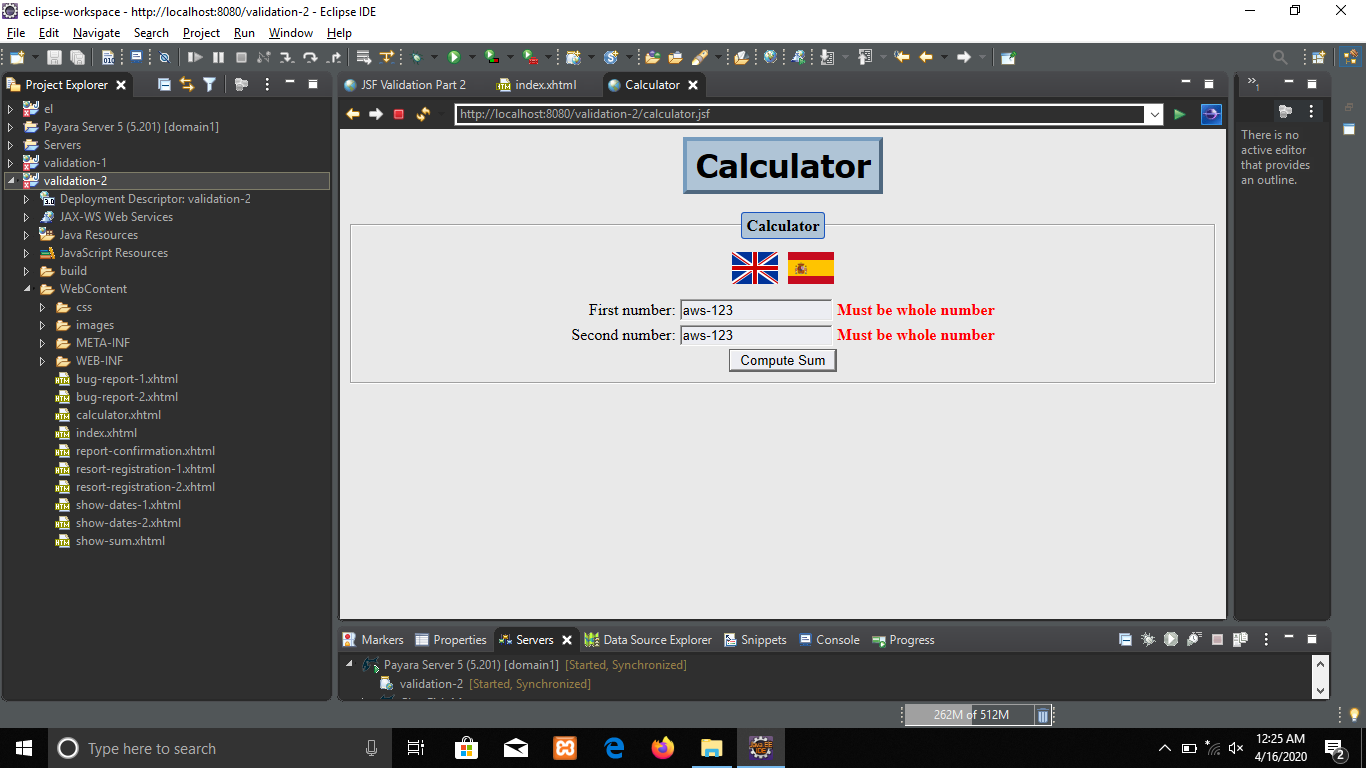 eclipse-workspace - http://localhost:8080/validation-2 - Eclipse IDE
File Edit Navigate Search Project Run Window Help
Project Explorer
el
Payara Server 5 (5.201) [domain1]
Servers
validation-1
validation-2
Deployment Descriptor: validation-2
JAX-WS Web Services
Java Resources
JavaScript Resources
build
WebContent
css
images
META-INF
WEB-INF
bug-report-1.xhtml
bug-report-2.xhtml
calculator.xhtml
index.xhtml
report-confirmation.xhtml
resort-registration-1.xhtml
resort-registration-2.xhtml
show-dates-1.xhtml
show-dates-2.xhtml
show-sum.xhtml
JSF Validation Part 2 index.xhtml Calculator
http://localhost:8080/validation-2/calculator.jsf
Calculator
Calculator
First number: aws-123 Must be whole number
Second number: aws-123 Must be whole number
Compute Sum
1
There is no
active editor
that provides
an outline.
Markers Properties Servers Data Source Explorer Snippets Console Progress
Payara Server 5 (5.201) [domain1] [Started, Synchronized]
validation-2 [Started, Synchronized]
262M of 512M
Type here to search
12:25 AM
4/16/2020
2